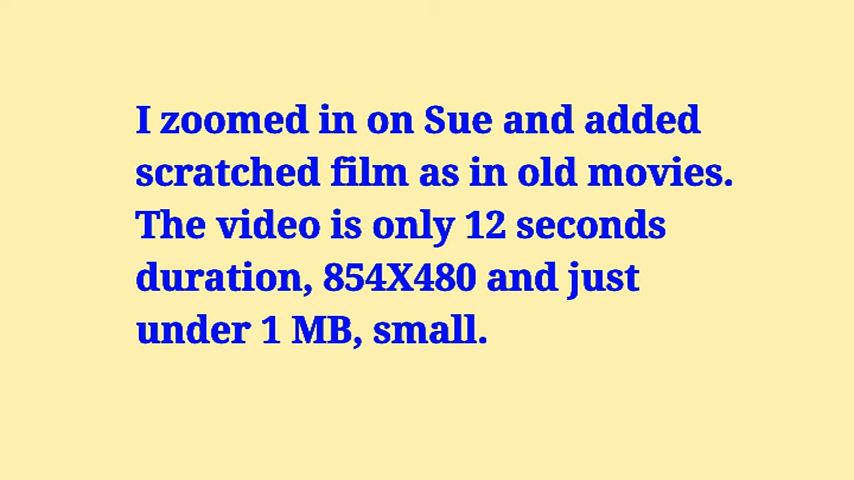 I zoomed in on Sue and added
scratched film as in old movies.
The video is only 12 seconds
duration, 854X480 and just
under 1 MB, small.